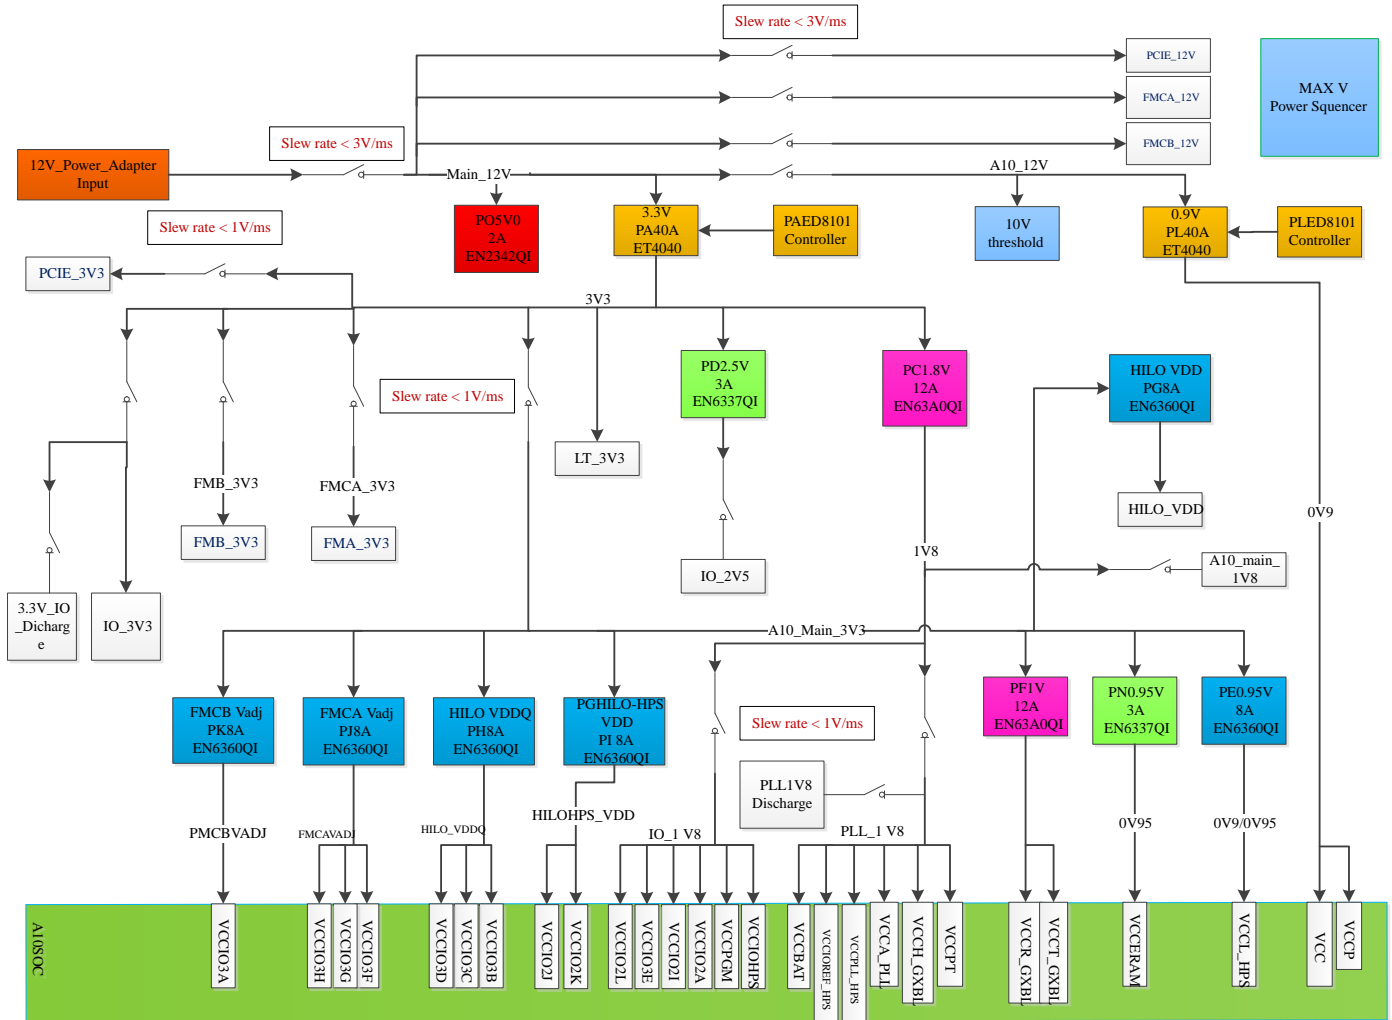 Slew rate < 3V/ms
PCIE_12V
MAX V
Power Squencer
FMCA_12V
Slew rate < 3V/ms
FMCB_12V
12V_Power_Adapter
Input
Main_12V
A10_12V
PO5V0
2A
EN2342QI
3.3V
PA40A
ET4040
PAED8101
Controller
10V
threshold
0.9V
PL40A
ET4040
PLED8101
Controller
Slew rate < 1V/ms
PCIE_3V3
3V3
Slew rate < 1V/ms
PD2.5V
3A
EN6337QI
PC1.8V
12A
EN63A0QI
HILO VDD
PG8A
EN6360QI
LT_3V3
FMB_3V3
FMCA_3V3
HILO_VDD
0V9
FMB_3V3
FMA_3V3
1V8
IO_2V5
A10_main_
1V8
3.3V_IO
_Dicharg
e
IO_3V3
A10_Main_3V3
FMCB Vadj
PK8A
EN6360QI
FMCA Vadj
PJ8A
EN6360QI
HILO VDDQ
PH8A
EN6360QI
PGHILO-HPS
VDD
PI 8A
EN6360QI
Slew rate < 1V/ms
PF1V
12A
EN63A0QI
PN0.95V
3A
EN6337QI
PE0.95V
8A
EN6360QI
PLL1V8
Discharge
PMCBVADJ
FMCAVADJ
HILO_VDDQ
HILOHPS_VDD
IO_1 V8
PLL_1 V8
0V95
0V9/0V95
A10SOC
VCCIO3A
VCCIO3H
VCCIO3G
VCCIO3F
VCCIO3D
VCCIO3C
VCCIO3B
VCCIO2J
VCCIO2K
VCCIO2L
VCCIO3E
VCCIO2I
VCCIO2A
VCCPGM
VCCIOHPS
VCCBAT
VCCIOREF_HPS
VCCPLL_HPS
VCCA_PLL
VCCH_GXBL
VCCPT
VCCR_GXBL
VCCT_GXBL
VCCERAM
VCCL_HPS
VCC
VCCP